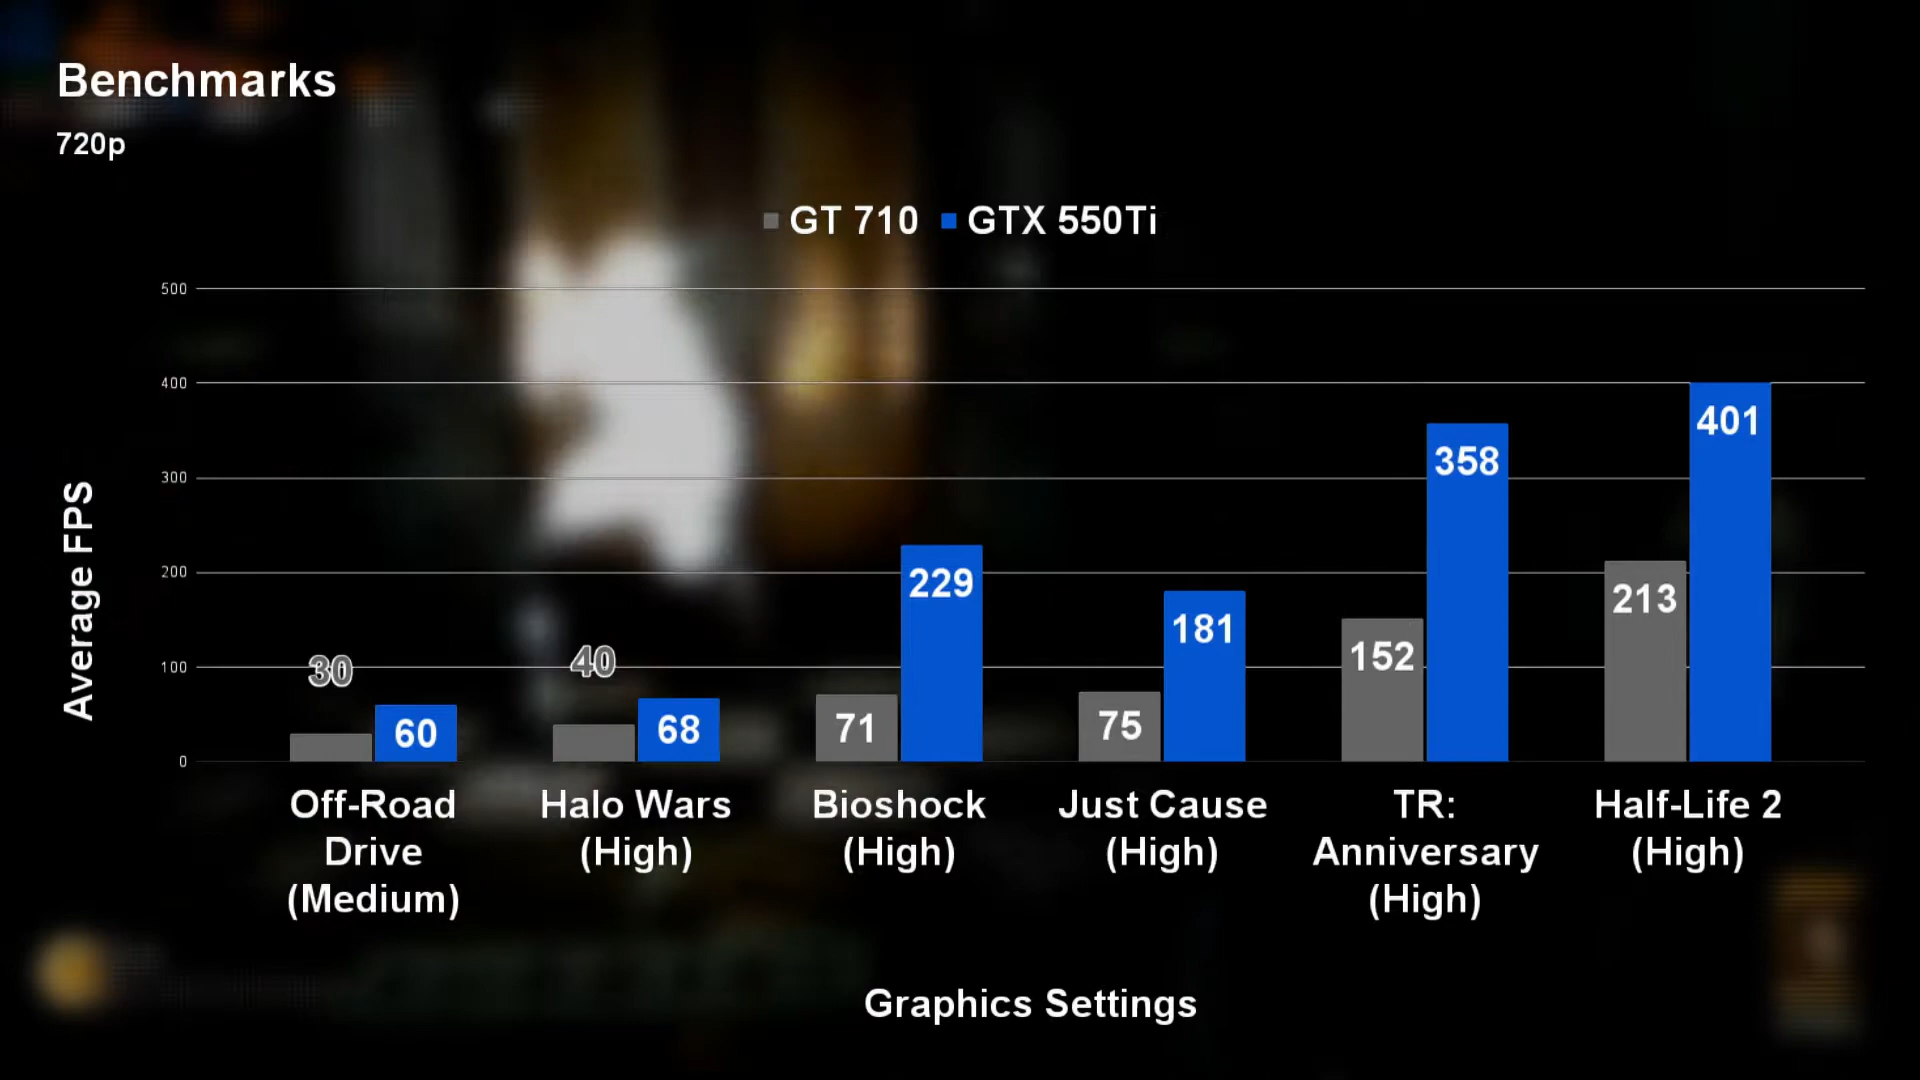 Benchmarks
720p
GT 710 GTX 550Ti
500
400
300
200
100
0
Average FPS
30
60
40
68
71
229
75
181
152
358
213
401
Off-Road
Drive
(Medium)
Halo Wars
(High)
Bioshock
(High)
Just Cause
(High)
TR:
Anniversary
(High)
Half-Life 2
(High)
Graphics Settings